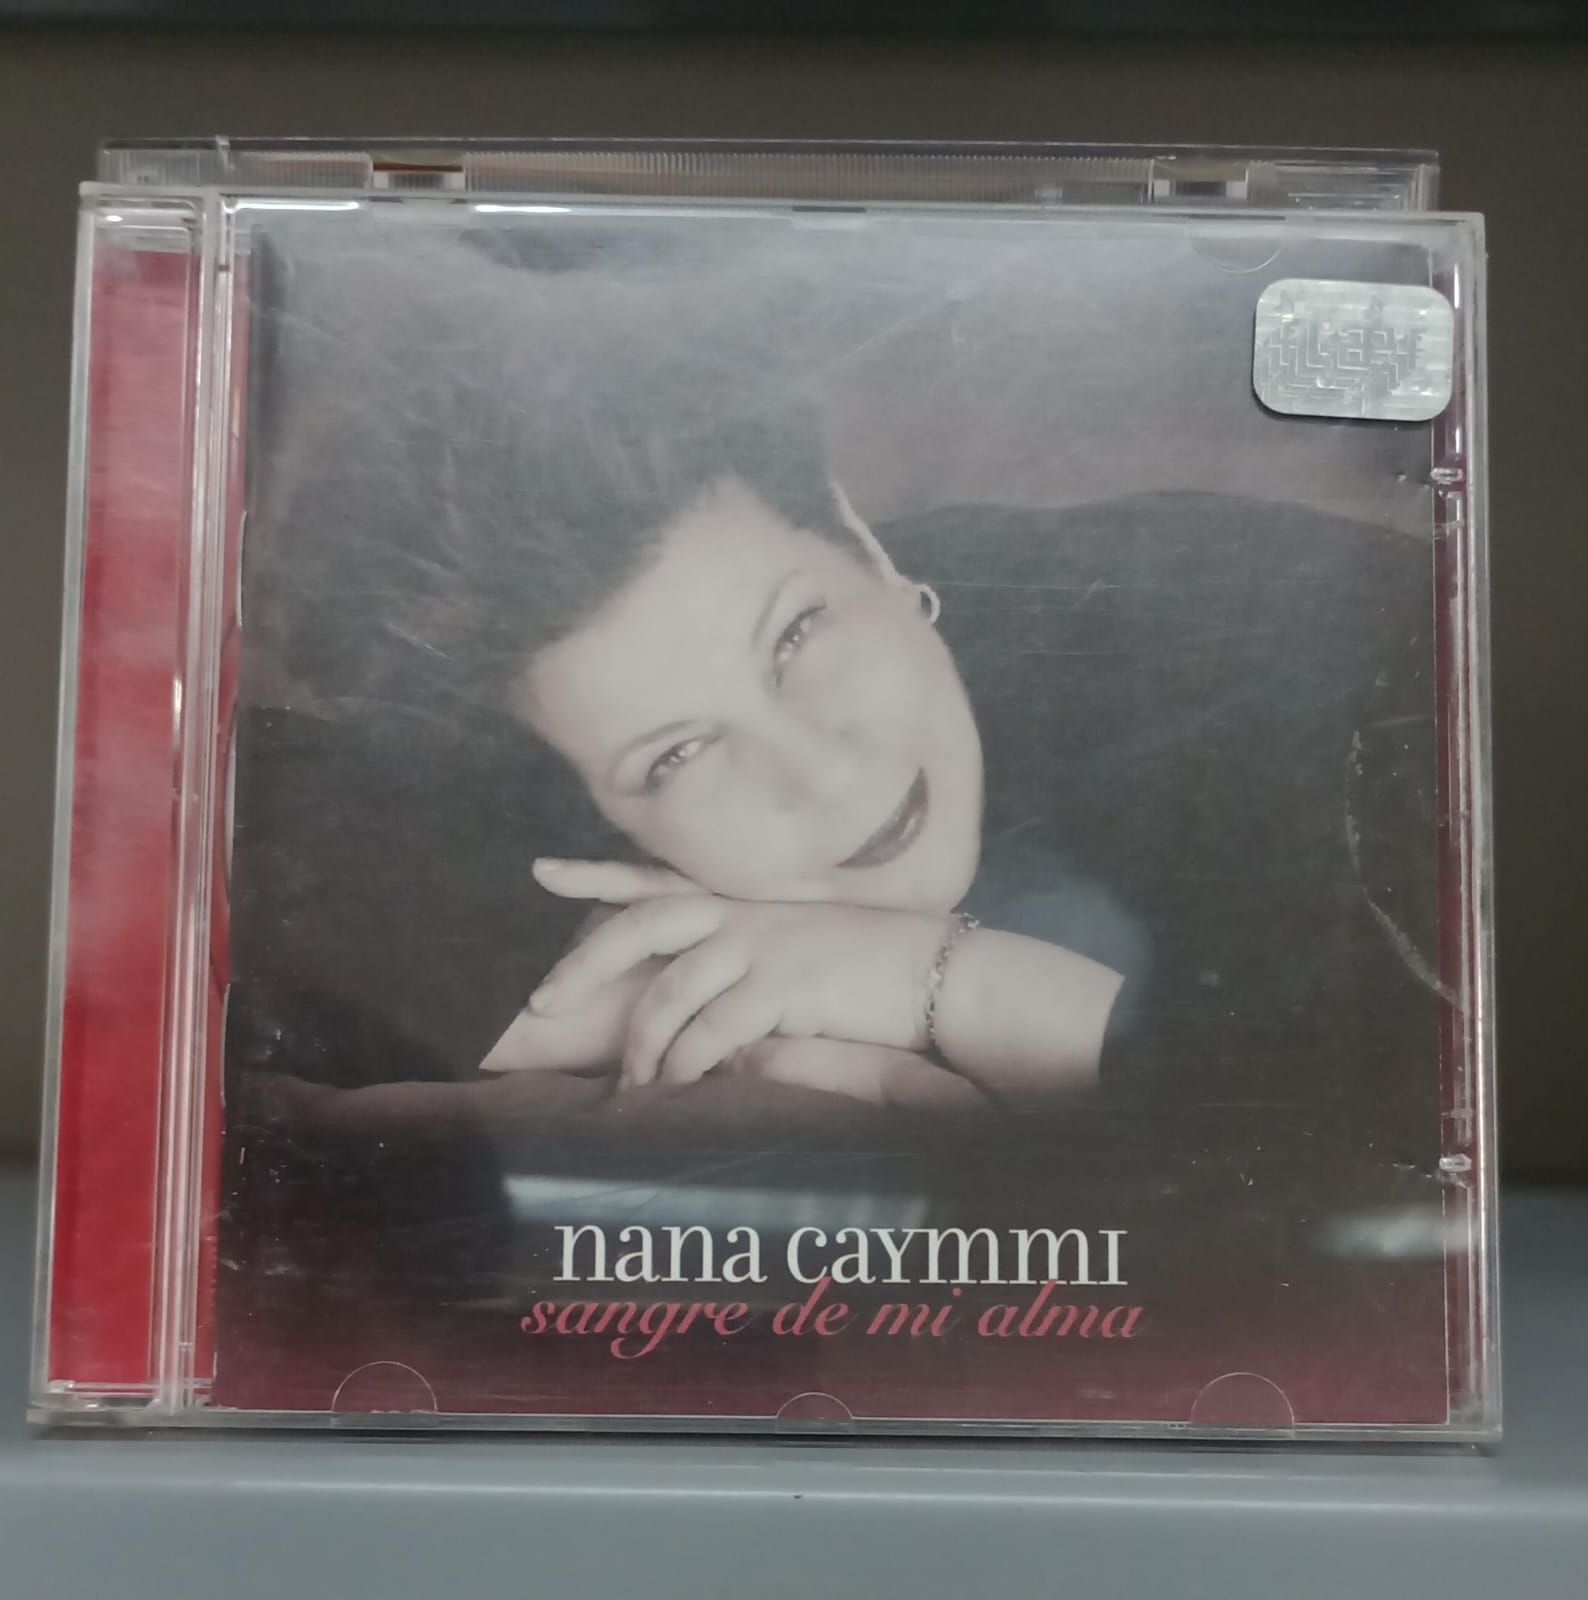 nana caymmi
sangre de mi alma